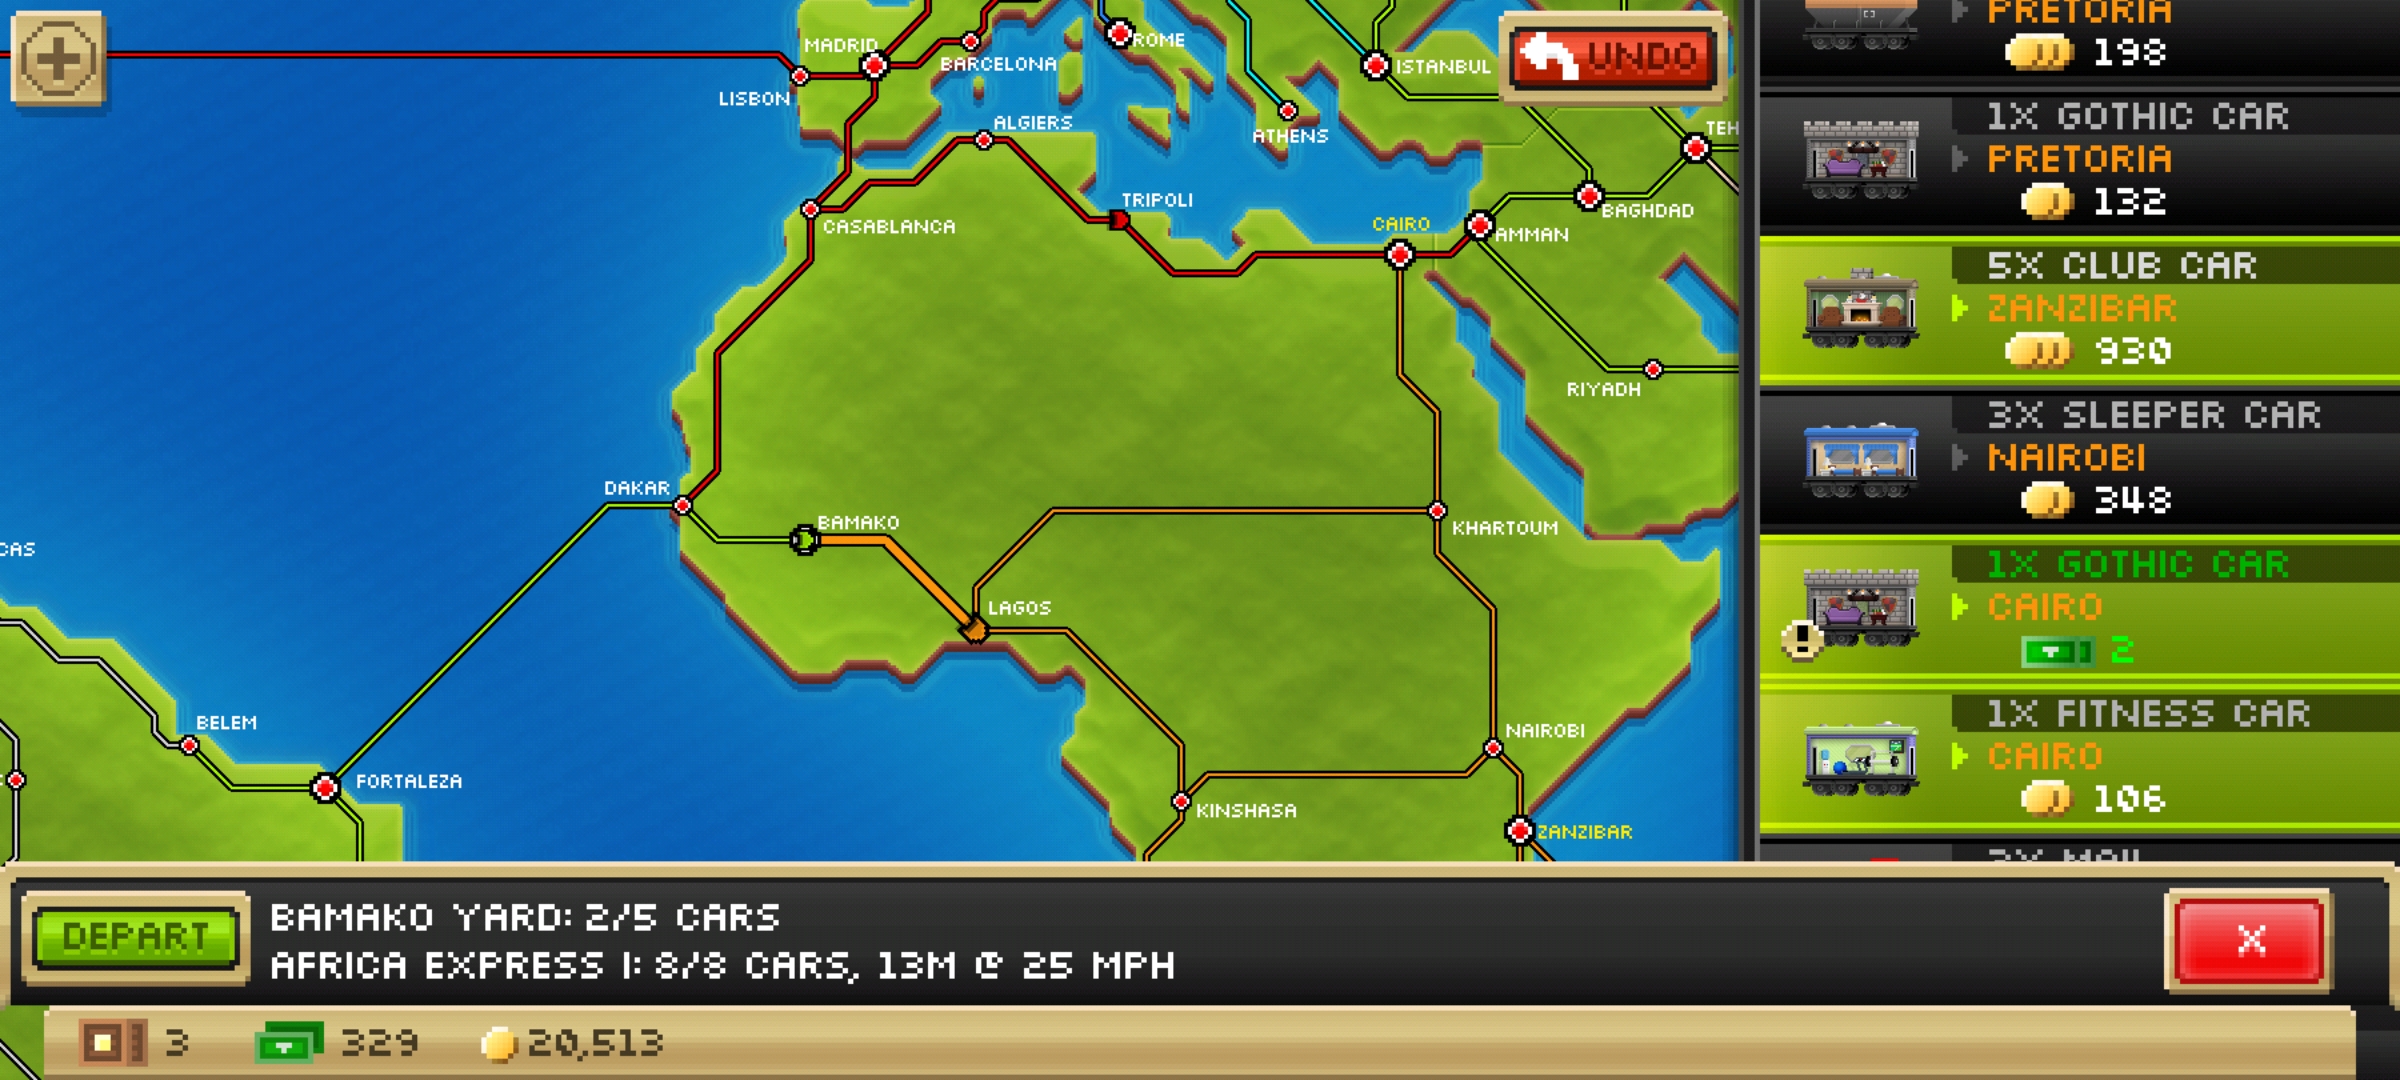 PRETORIA
198
1X GOTHIC CAR
PRETORIA
132
5X CLUB CAR
ZANZIBAR
930
3X SLEEPER CAR
NAIROBI
348
1X GOTHIC CAR
CAIRO
2
1X FITNESS CAR
CAIRO
106
UNDO
MADRID
ROME
BARCELONA
ISTANBUL
LISBON
ALGIERS
ATHENS
TEH
TRIPOLI
BAGHDAD
CASABLANCA
CAIRO
AMMAN
RIYADH
DAKAR
BAMAKO
KHARTOUM
CAS
LAGOS
BELEM
NAIROBI
FORTALEZA
KINSHASA
ZANZIBAR
DEPART
BAMAKO YARD: 2/5 CARS
AFRICA EXPRESS I: 8/8 CARS, 13M @ 25 MPH
X
3
329
20,513